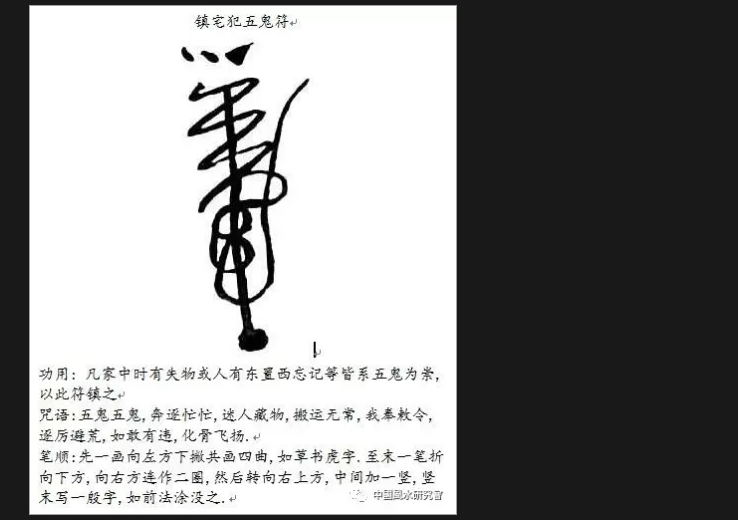 镇宅犯五鬼符
功用：凡家中时有失物或人有东置西忘记等皆系五鬼为祟，
以此符镇之
咒语:五鬼五鬼,奔逐忙忙,迷人藏物,搬运无常,我奉敕令,
逐厉避荒,如敢有违,化骨飞扬.
笔顺:先一画向左方下撇共画四曲,如草书虎字.至末一笔折
向下方,向右方连作二圈,然后转向右上方,中间加一竖,竖
末写一般字,如前法涂没之.
中国风水研究官